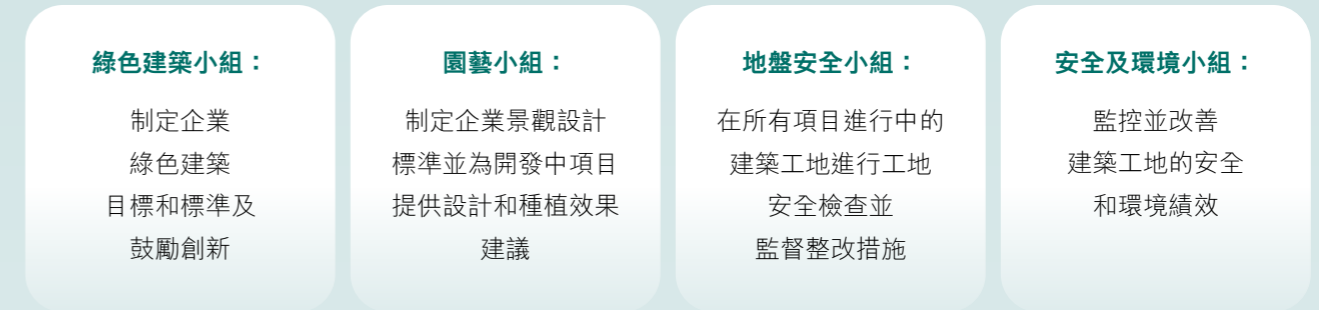 綠色建築小組：
制定企業
綠色建築
目標和標準及
鼓勵創新
園藝小組：
制定企業景觀設計
標準並為開發中項目
提供設計和種植效果
建議
地盤安全小組：
在所有項目進行中的
建築工地進行工地
安全檢查並
監督整改措施
安全及環境小組：
監控並改善
建築工地的安全
和環境績效